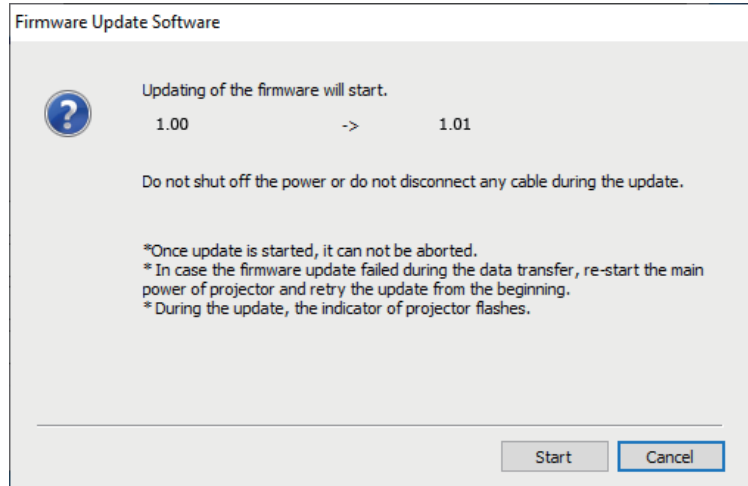 Firmware Update Software
Updating of the firmware will start.
1.00 -> 1.01
Do not shut off the power or do not disconnect any cable during the update.
*Once update is started, it can not be aborted.
* In case the firmware update failed during the data transfer, re-start the main
power of projector and retry the update from the beginning.
* During the update, the indicator of projector flashes.
Start Cancel